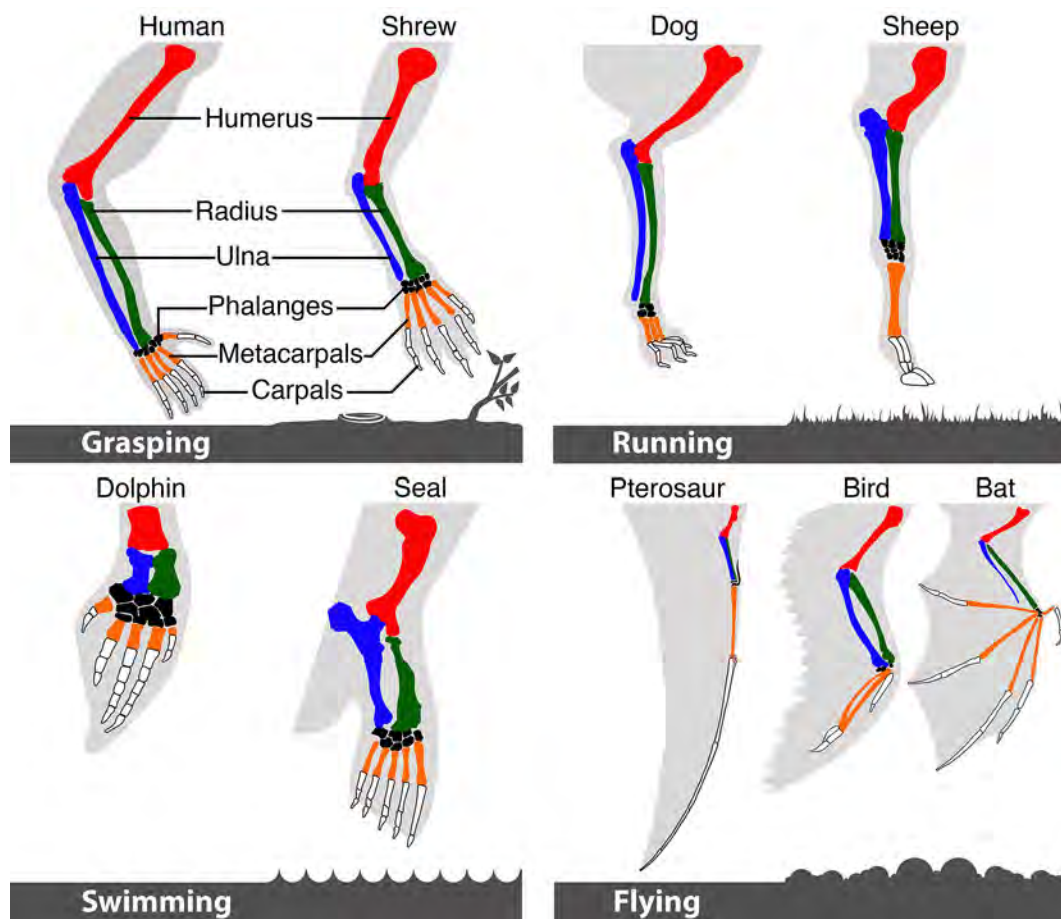 Human
Shrew
Humerus
Radius
Ulna
Phalanges
Metacarpals
Carpals
Grasping
Dog
Sheep
Running
Dolphin
Seal
Swimming
Pterosaur
Bird
Bat
Flying